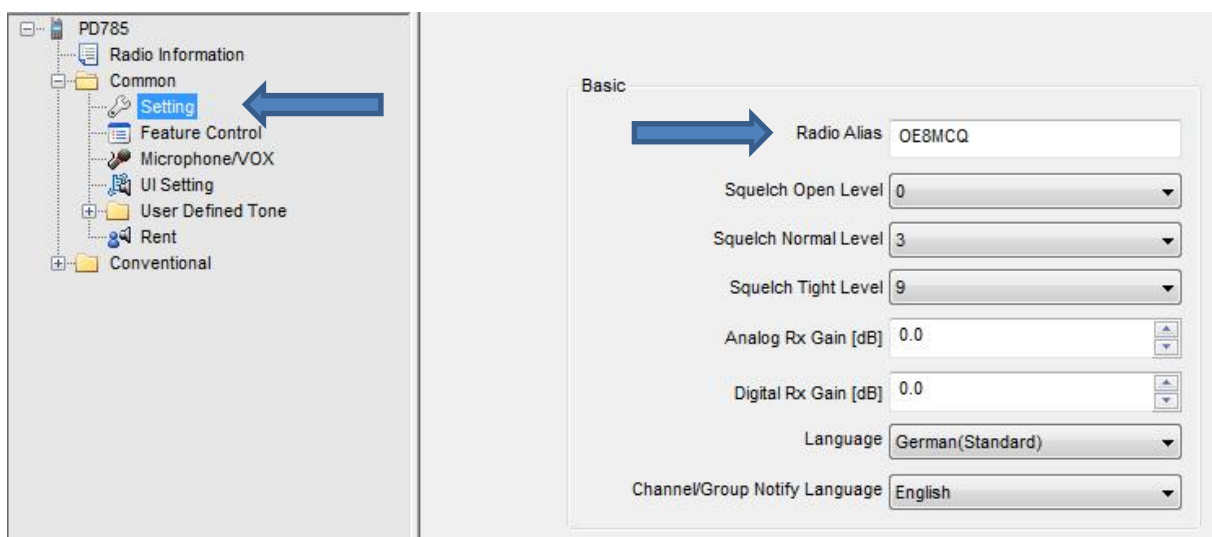 PD785
Radio Information
Common
Setting
Feature Control
Microphone/VOX
UI Setting
User Defined Tone
Rent
Conventional
Basic
Radio Alias OE8MCQ
Squelch Open Level 0
Squelch Normal Level 3
Squelch Tight Level 9
Analog Rx Gain [dB] 0.0
Digital Rx Gain [dB] 0.0
Language German(Standard)
Channel/Group Notify Language English